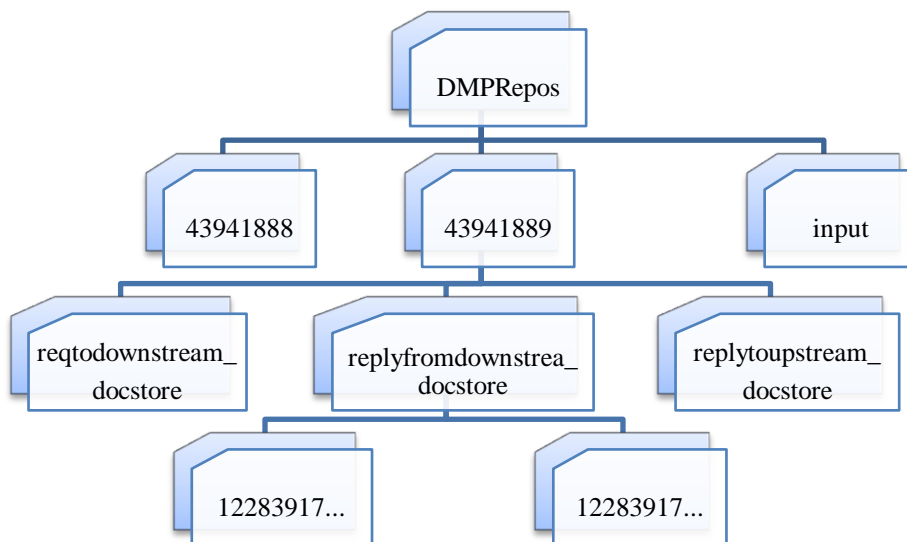 DMPRepos
43941888
43941889
input
reqtodownstream_
docstore
replyfromdownstrea_
docstore
replytoupstream_
docstore
12283917...
12283917...